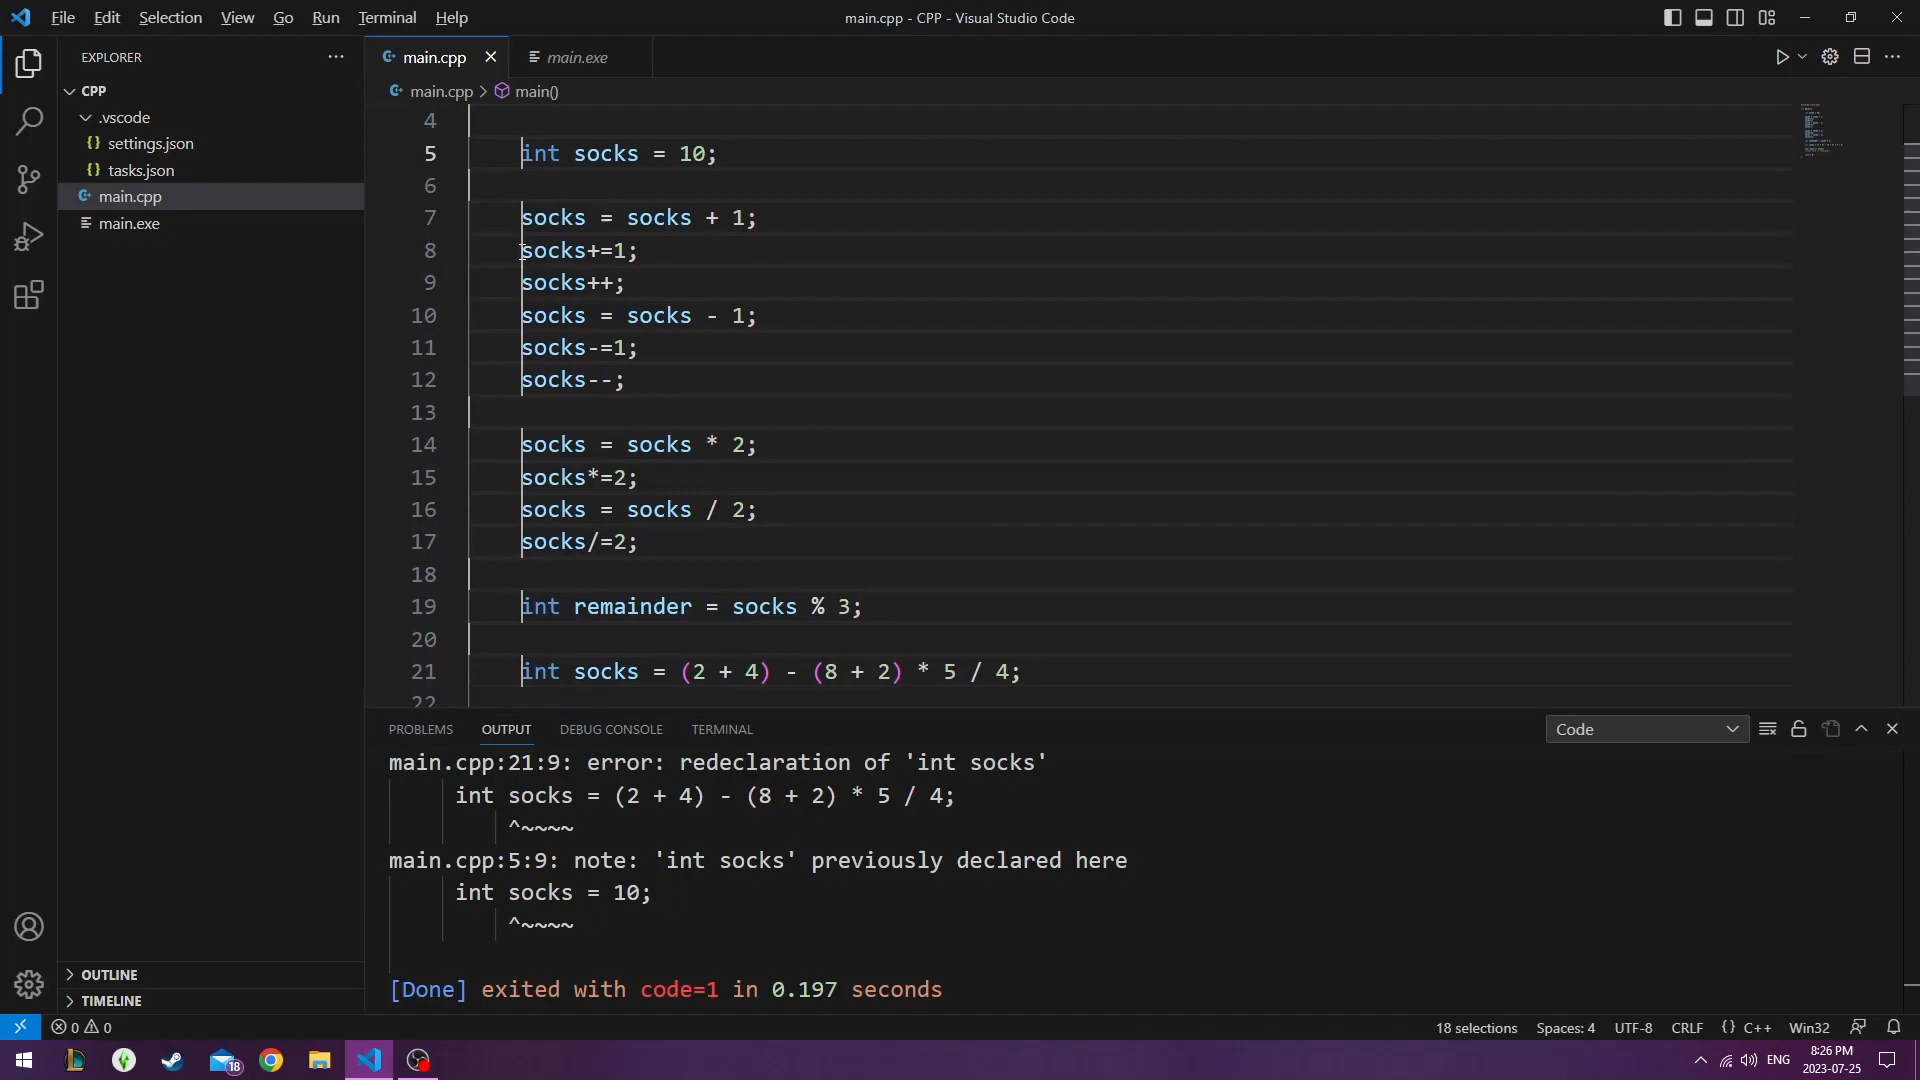 File Edit Selection View Go Run Terminal Help
main.cpp - CPP - Visual Studio Code
EXPLORER
CPP
.vscode
{} settings.json
{} tasks.json
main.cpp
main.exe
OUTLINE
TIMELINE
main.cpp main.exe
main.cpp > main()
4
5 int socks = 10;
6
7 socks = socks + 1;
8 socks+=1;
9 socks++;
10 socks = socks - 1;
11 socks-=1;
12 socks--;
13
14 socks = socks * 2;
15 socks*=2;
16 socks = socks / 2;
17 socks/=2;
18
19 int remainder = socks % 3;
20
21 int socks = (2 + 4) - (8 + 2) * 5 / 4;
22
PROBLEMS OUTPUT DEBUG CONSOLE TERMINAL Code
main.cpp:21:9: error: redeclaration of 'int socks'
int socks = (2 + 4) - (8 + 2) * 5 / 4;
^~~~~
main.cpp:5:9: note: 'int socks' previously declared here
int socks = 10;
^~~~~
[Done] exited with code=1 in 0.197 seconds
0 0 18 selections Spaces: 4 UTF-8 CRLF {} C++ Win32
18 ENG 8:26 PM
2023-07-25